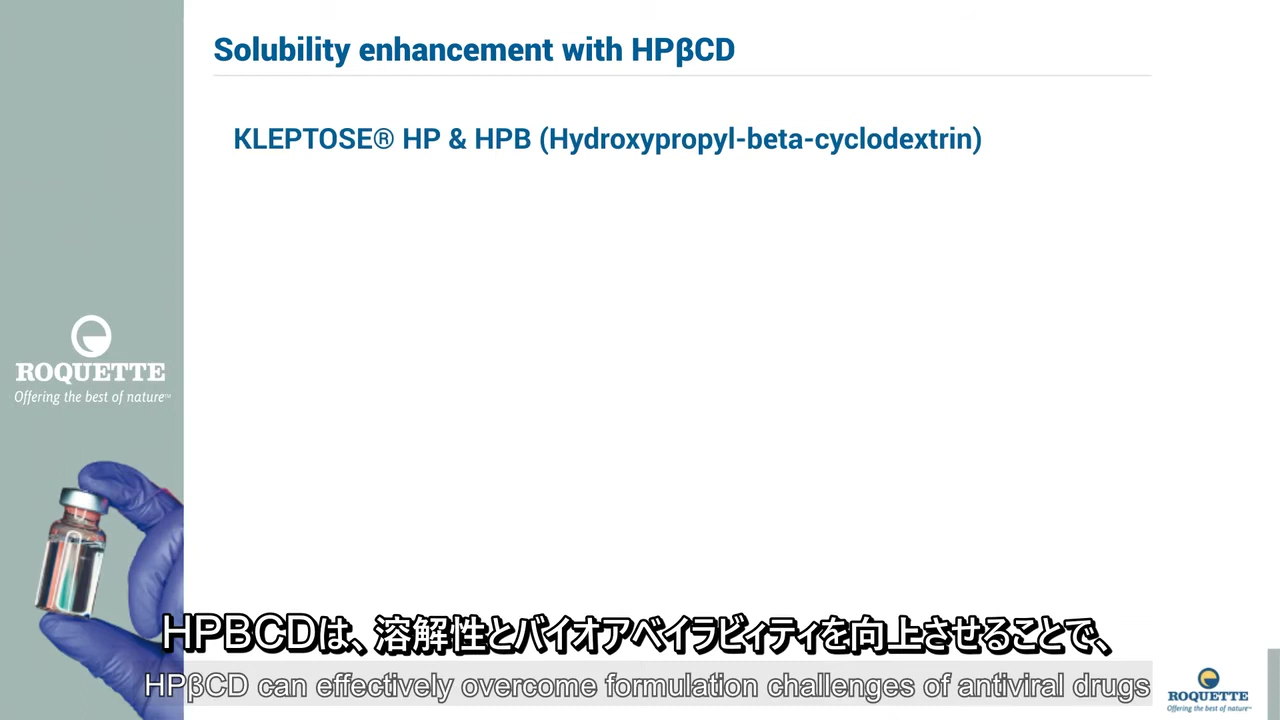 Solubility enhancement with HPβCD
KLEPTOSE® HP & HPB (Hydroxypropyl-beta-cyclodextrin)
ROQUETTE
Offering the best of nature™
HPBCDは、溶解性とバイオアベイラビィティを向上させることで、
HPβCD can effectively overcome formulation challenges of antiviral drugs
ROQUETTE
Offering the best of nature™